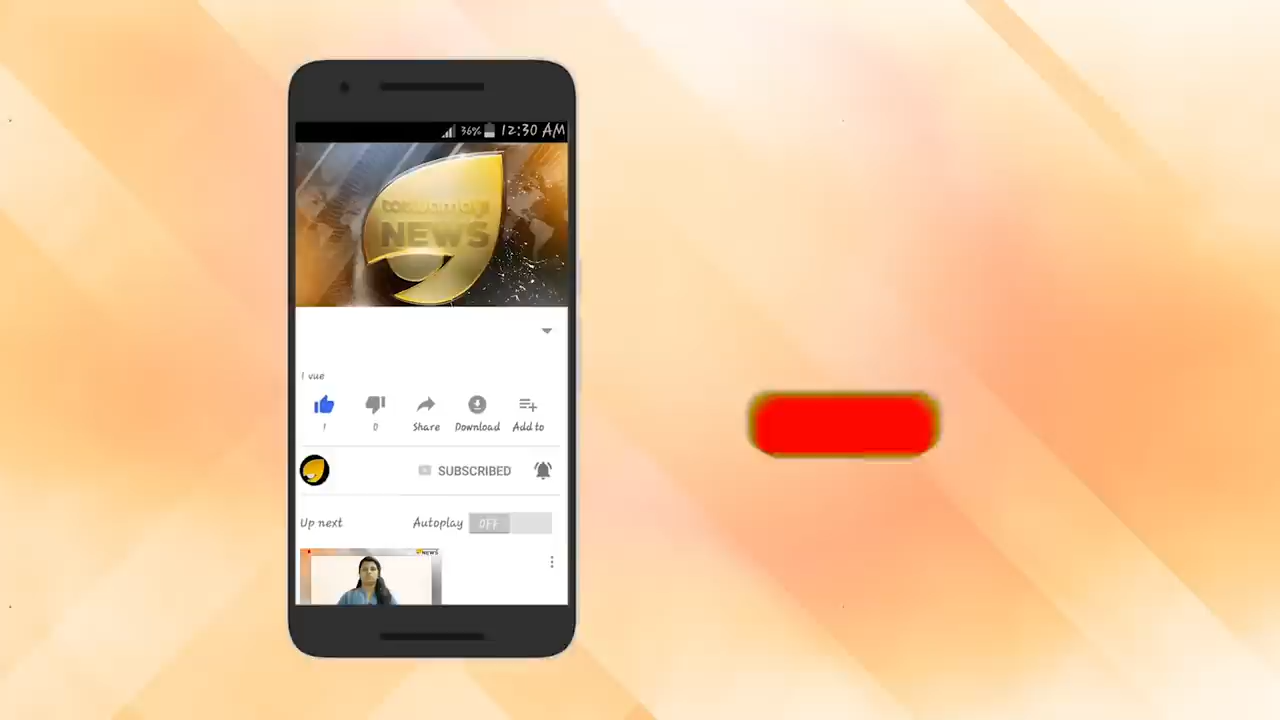 36% 12:30 AM
NEWS
1 vue
1
0
Share
Download
Add to
SUBSCRIBED
Up next
Autoplay
OFF
NEWS